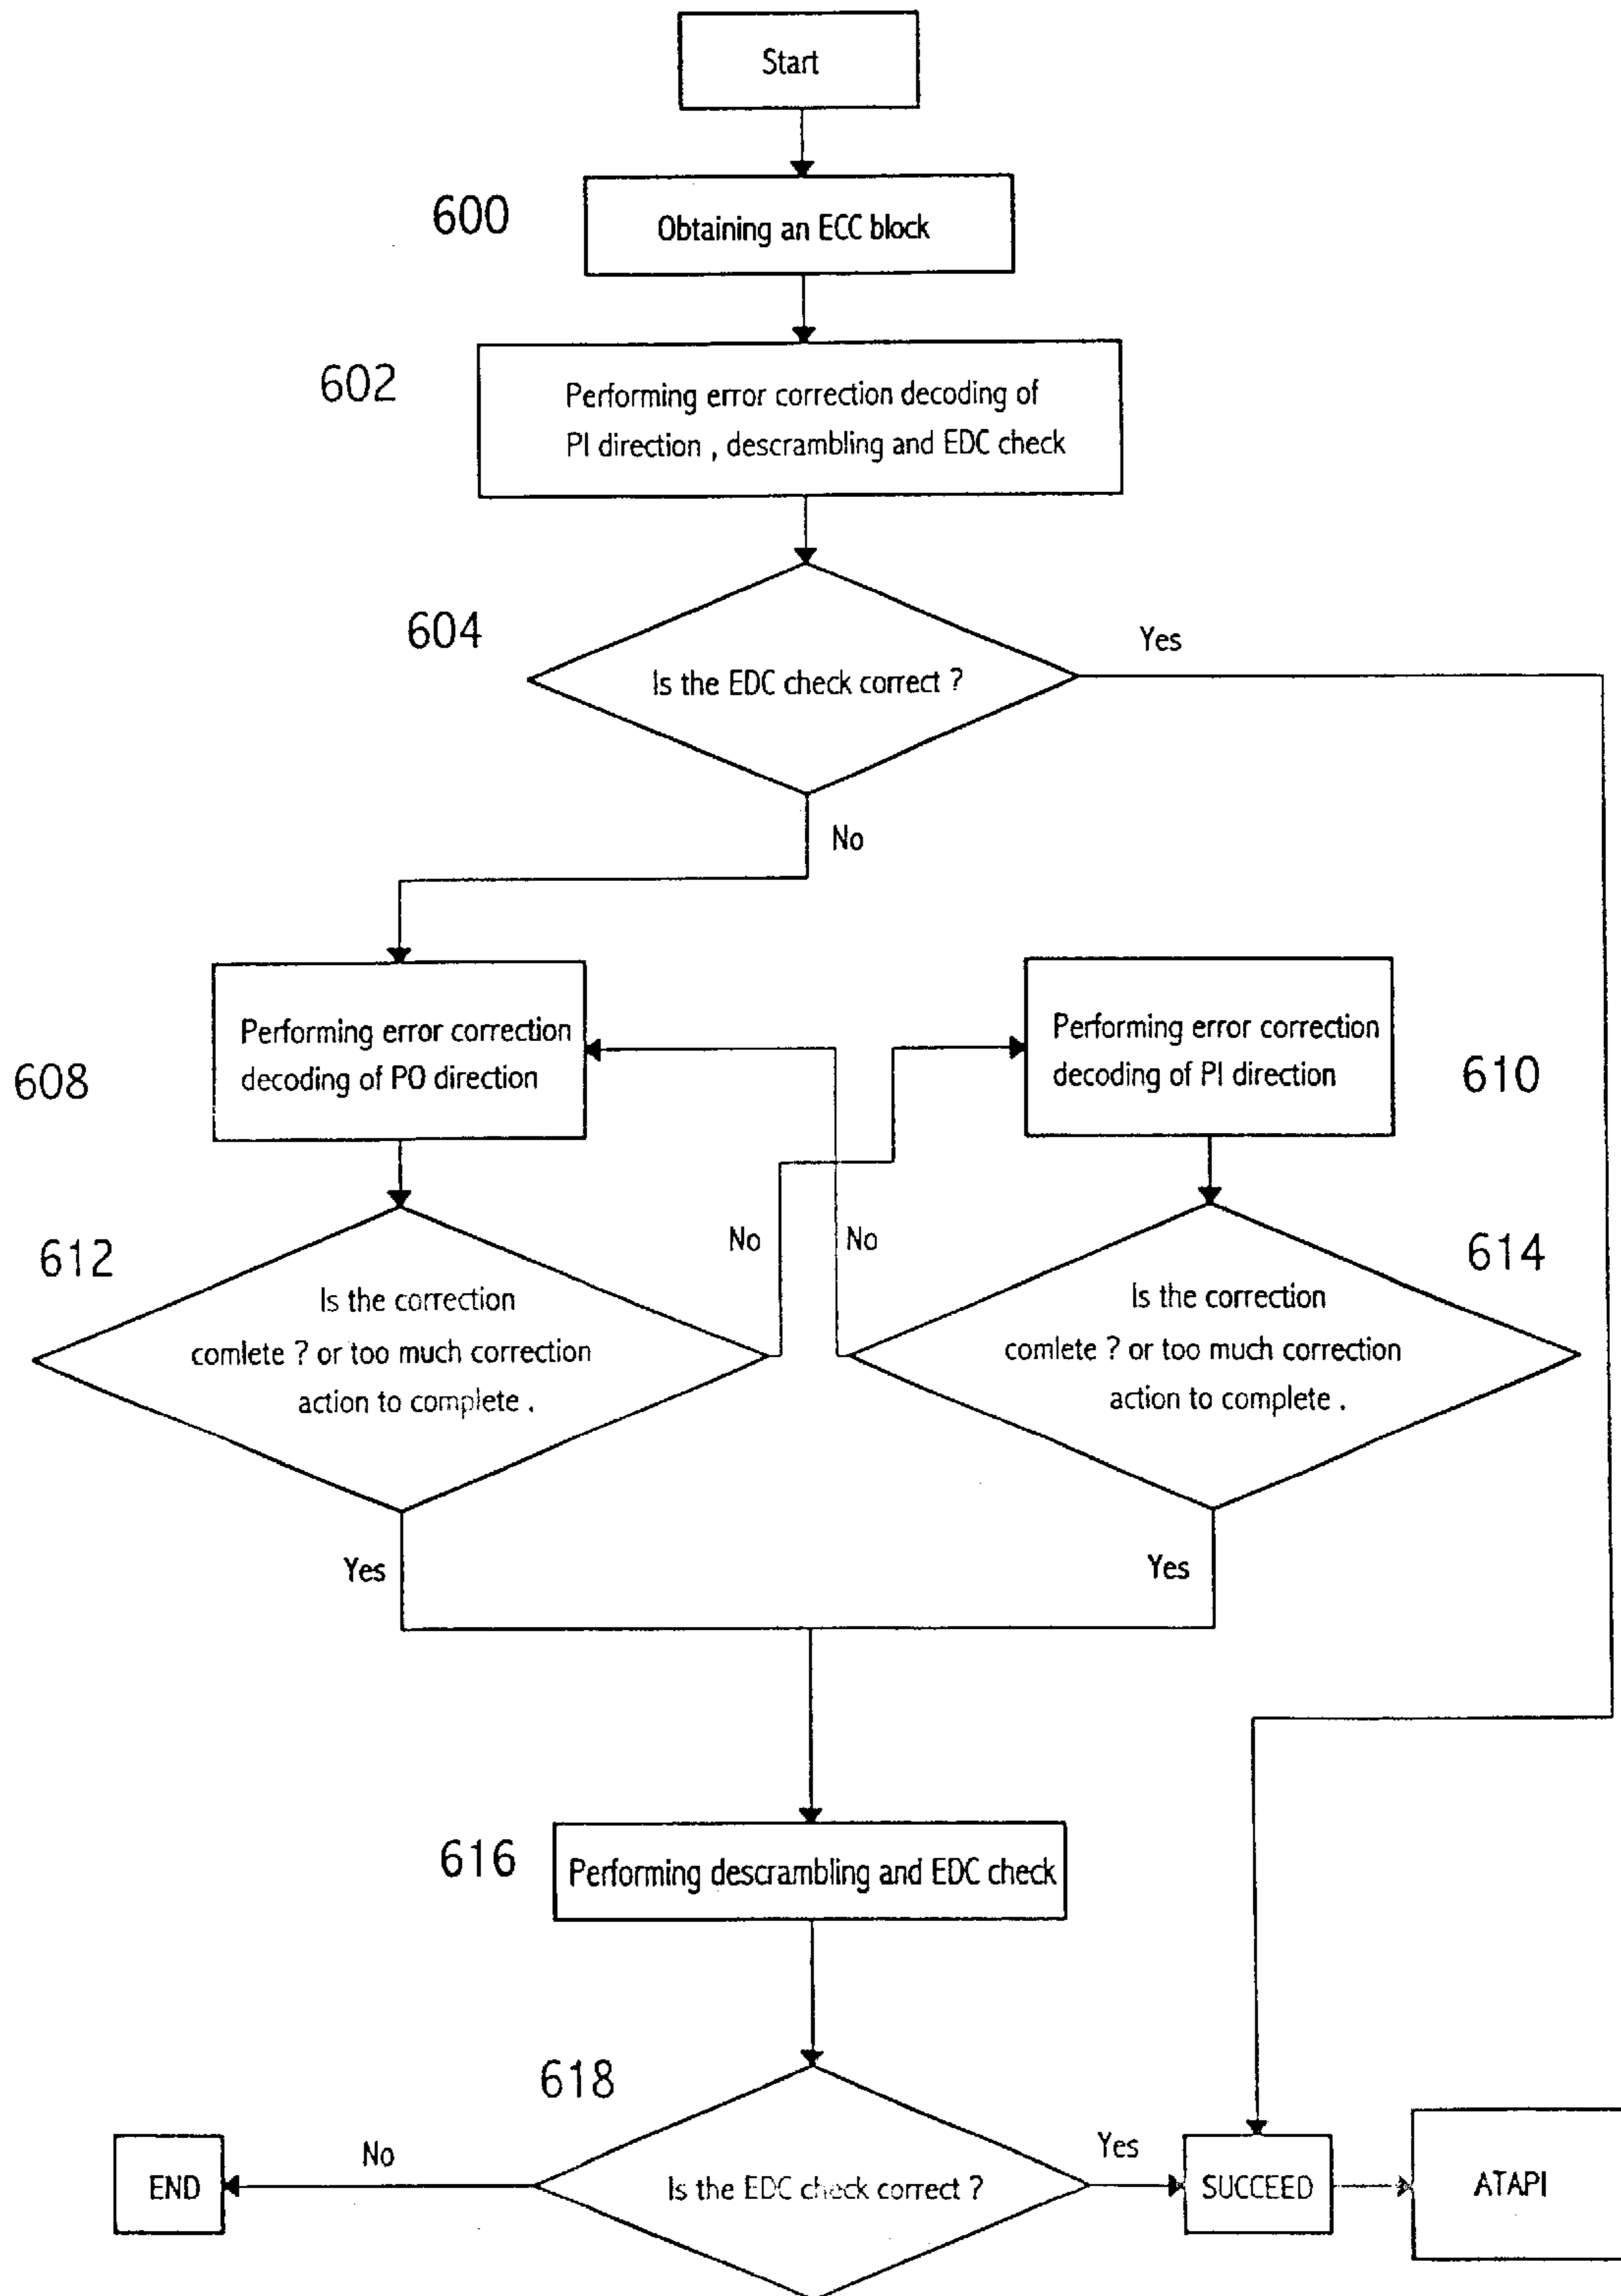 Start
600
Obtaining an ECC block
602
Performing error correction decoding of
PI direction , descrambling and EDC check
604
Yes
Is the EDC check correct ?
No
Performing error correction
decoding of PO direction
608
Performing error correction
decoding of PI direction
610
No
No
612
Is the correction
comlete ? or too much correction
action to complete .
614
Is the correction
comlete ? or too much correction
action to complete .
Yes
Yes
616
Performing descrambling and EDC check
618
No
Yes
END
Is the EDC check correct ?
SUCCEED
ATAPI